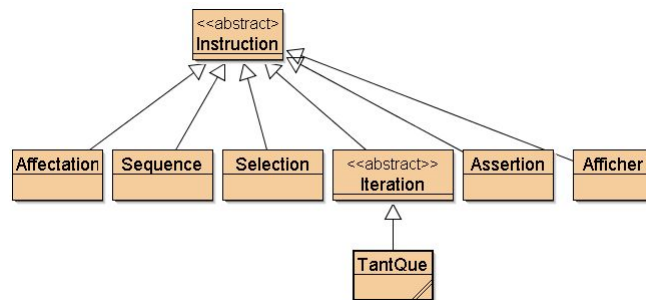 <<abstract>
Instruction
Affectation
Sequence
Selection
<<abstract>>
Iteration
Assertion
Afficher
TantQue